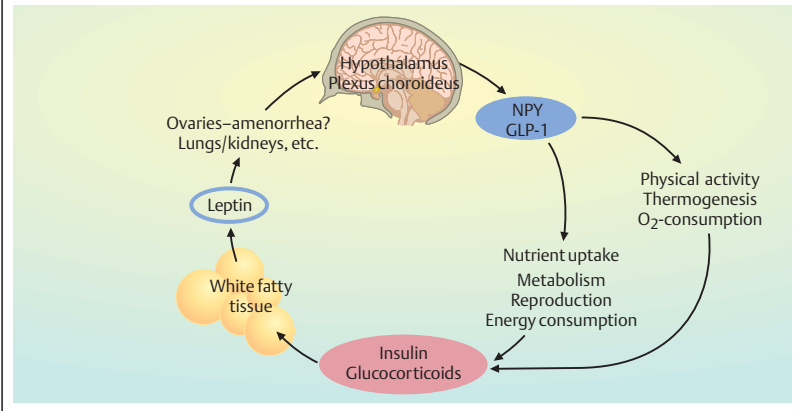 Hypothalamus
Plexus choroideus
NPY
GLP-1
Ovaries–amenorrhea?
Lungs/kidneys, etc.
Physical activity
Thermogenesis
O₂-consumption
Leptin
Nutrient uptake
Metabolism
Reproduction
Energy consumption
White fatty
tissue
Insulin
Glucocorticoids